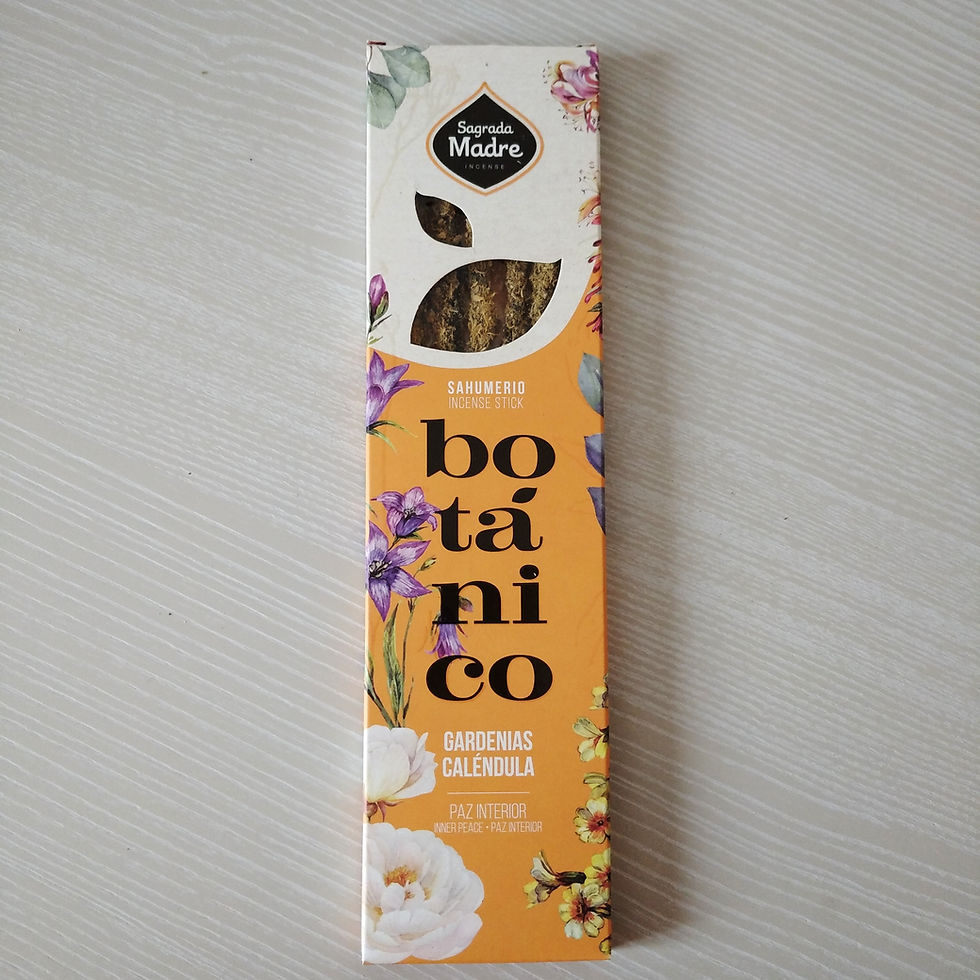 Sagrada
Madre
INCENSE
SAHUMERIO
INCENSE STICK
bo
tá
ni
co
GARDENIAS
CALÉNDULA
PAZ INTERIOR
INNER PEACE • PAZ INTERIOR